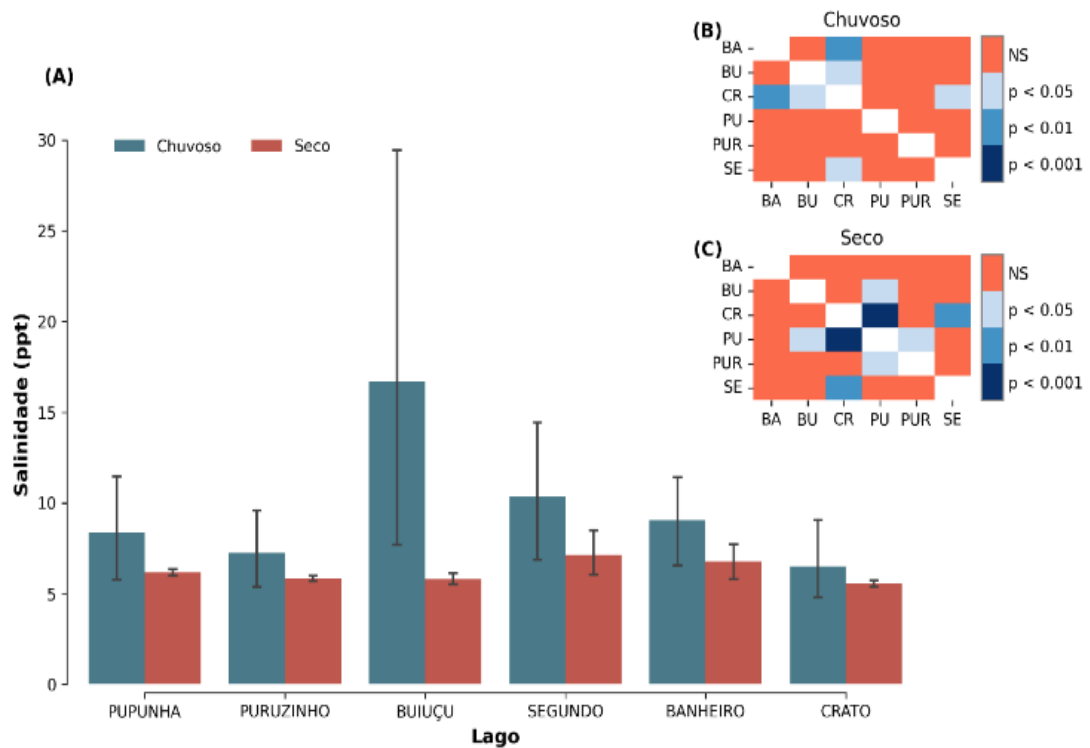 (A)
Chuvoso
Seco
Salinidade (ppt)
30
25
20
15
10
5
0
PUPUNHA
PURUZINHO
BUIUÇU
SEGUNDO
BANHEIRO
CRATO
Lago
(B)
Chuvoso
BA
BU
CR
PU
PUR
SE
BA BU CR PU PUR SE
NS
p < 0.05
p < 0.01
p < 0.001
(C)
Seco
BA
BU
CR
PU
PUR
SE
BA BU CR PU PUR SE
NS
p < 0.05
p < 0.01
p < 0.001